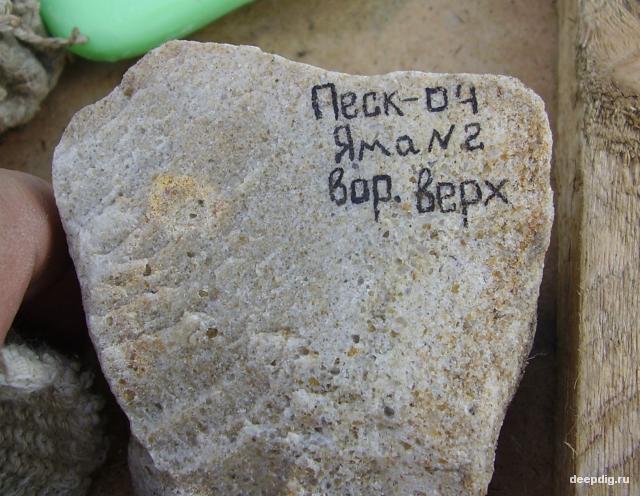 Песк-04
Яма N2
вор. верх
deepdig.ru